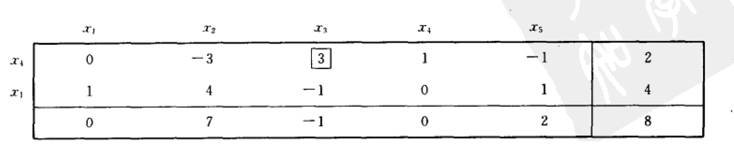 x₁ x₂ x₃ x₄ x₅
x₄ 0 −3 3 1 −1 2
x₁ 1 4 −1 0 1 4
0 7 −1 0 2 8